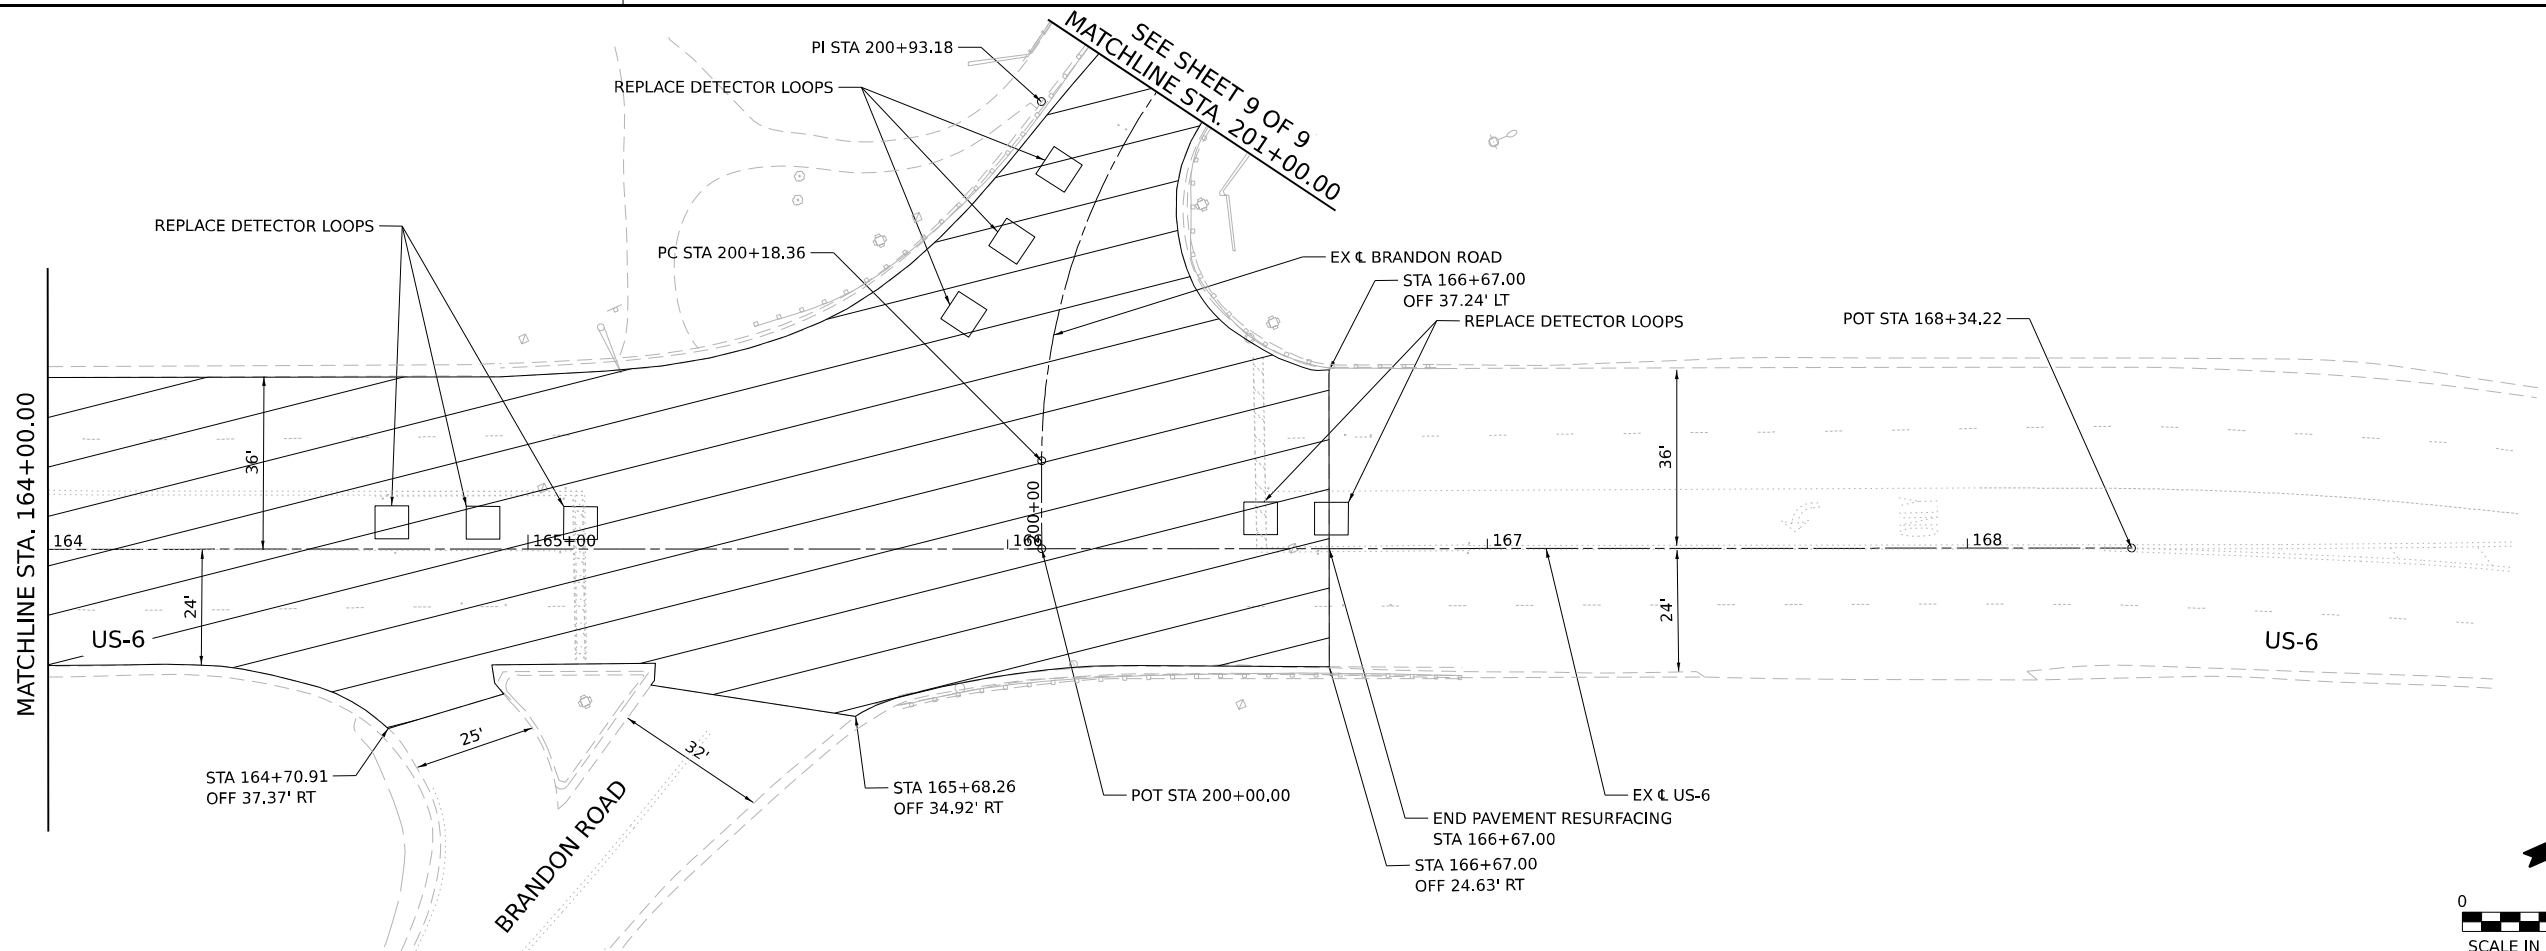 PI STA 200+93.18
REPLACE DETECTOR LOOPS
SEE SHEET 9 OF 9
MATCHLINE STA. 201+00.00
REPLACE DETECTOR LOOPS
PC STA 200+18.36
EX ℄ BRANDON ROAD
STA 166+67.00
OFF 37.24' LT
REPLACE DETECTOR LOOPS
POT STA 168+34.22
MATCHLINE STA. 164+00.00
36'
36'
200+00
164
165+00
166
167
168
24'
24'
US-6
US-6
25'
32'
STA 164+70.91
OFF 37.37' RT
STA 165+68.26
OFF 34.92' RT
POT STA 200+00.00
EX ℄ US-6
END PAVEMENT RESURFACING
STA 166+67.00
STA 166+67.00
OFF 24.63' RT
BRANDON ROAD
0
SCALE IN